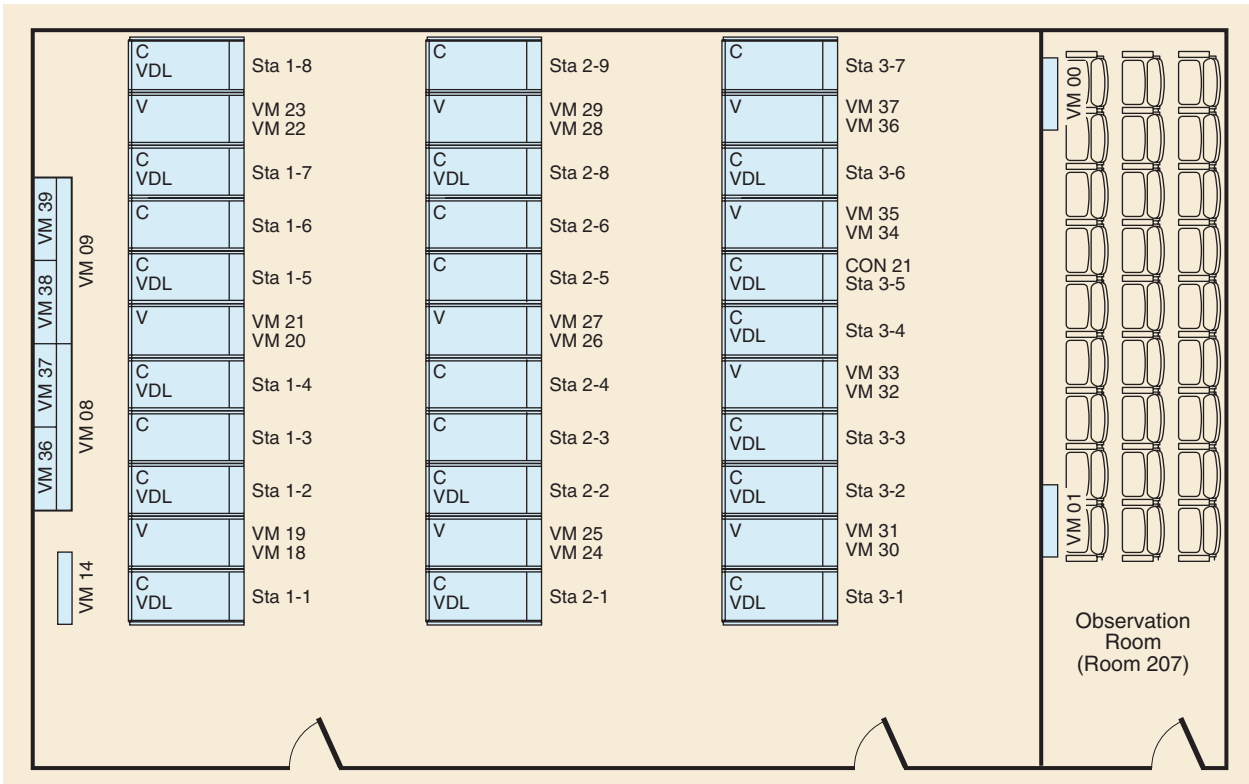 C
VDL
Sta 1-8
V
VM 23
VM 22
C
VDL
Sta 1-7
C
Sta 1-6
C
VDL
Sta 1-5
V
VM 21
VM 20
C
VDL
Sta 1-4
C
Sta 1-3
C
VDL
Sta 1-2
V
VM 19
VM 18
C
VDL
Sta 1-1
VM 39
VM 38
VM 37
VM 36
VM 09
VM 08
VM 14
C
Sta 2-9
V
VM 29
VM 28
C
VDL
Sta 2-8
C
Sta 2-6
C
Sta 2-5
V
VM 27
VM 26
C
Sta 2-4
C
Sta 2-3
C
VDL
Sta 2-2
V
VM 25
VM 24
C
VDL
Sta 2-1
C
Sta 3-7
V
VM 37
VM 36
C
VDL
Sta 3-6
V
VM 35
VM 34
C
VDL
CON 21
Sta 3-5
C
VDL
Sta 3-4
V
VM 33
VM 32
C
VDL
Sta 3-3
C
VDL
Sta 3-2
V
VM 31
VM 30
C
VDL
Sta 3-1
VM 00
VM 01
Observation
Room
(Room 207)